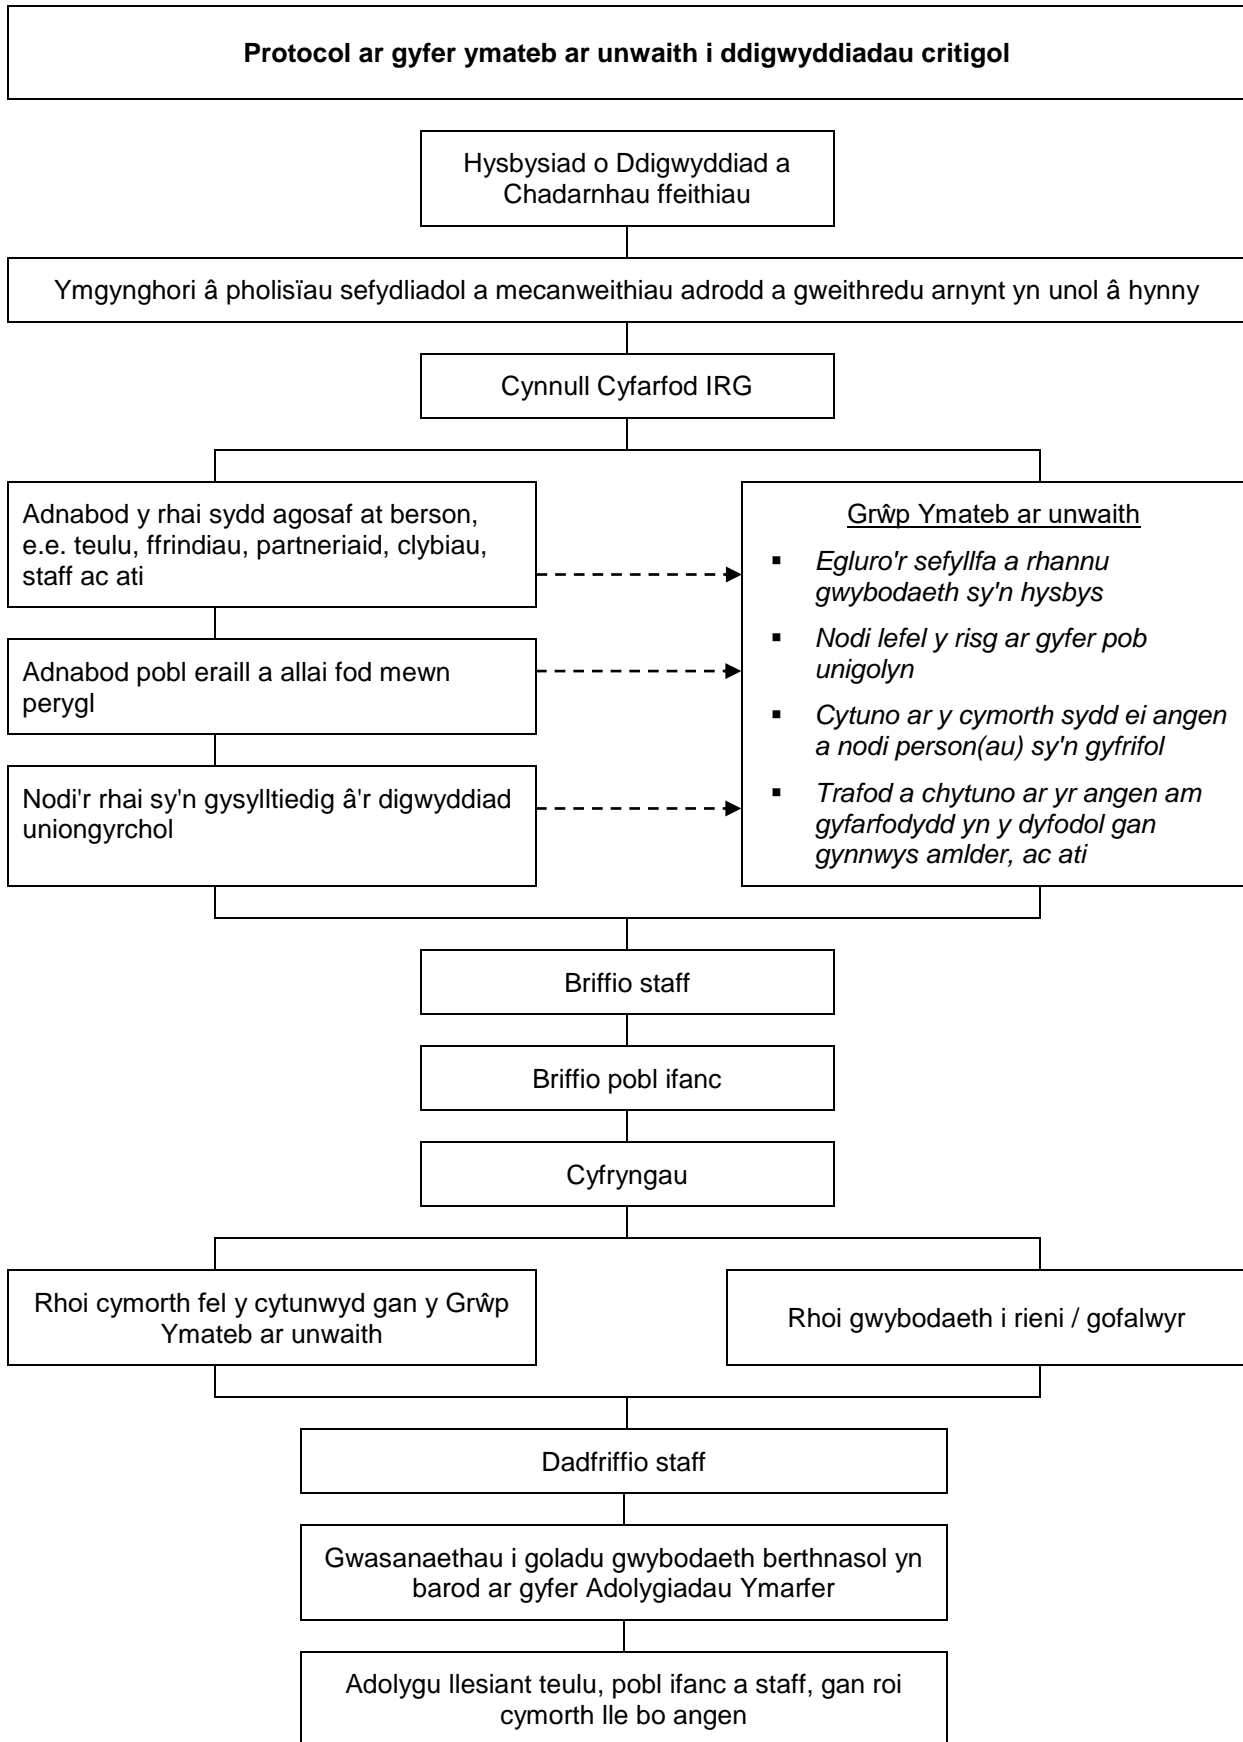 Protocol ar gyfer ymateb ar unwaith i ddigwyddiadau critigol
Hysbysiad o Ddigwyddiad a
Chadarnhau ffeithiau
Ymgynghori â pholisïau sefydliadol a mecanweithiau adrodd a gweithredu arnynt yn unol â hynny
Cynnull Cyfarfod IRG
Adnabod y rhai sydd agosaf at berson,
e.e. teulu, ffrindiau, partneriaid, clybiau,
staff ac ati
Adnabod pobl eraill a allai fod mewn
perygl
Nodi'r rhai sy'n gysylltiedig â'r digwyddiad
uniongyrchol
Grŵp Ymateb ar unwaith
▪ Egluro'r sefyllfa a rhannu
gwybodaeth sy'n hysbys
▪ Nodi lefel y risg ar gyfer pob
unigolyn
▪ Cytuno ar y cymorth sydd ei angen
a nodi person(au) sy'n gyfrifol
▪ Trafod a chytuno ar yr angen am
gyfarfodydd yn y dyfodol gan
gynnwys amlder, ac ati
Briffio staff
Briffio pobl ifanc
Cyfryngau
Rhoi cymorth fel y cytunwyd gan y Grŵp
Ymateb ar unwaith
Rhoi gwybodaeth i rieni / gofalwyr
Dadfriffio staff
Gwasanaethau i goladu gwybodaeth berthnasol yn
barod ar gyfer Adolygiadau Ymarfer
Adolygu llesiant teulu, pobl ifanc a staff, gan roi
cymorth lle bo angen